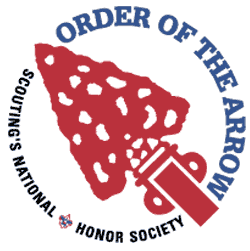 ORDER OF THE ARROW
SCOUTING'S NATIONAL HONOR SOCIETY